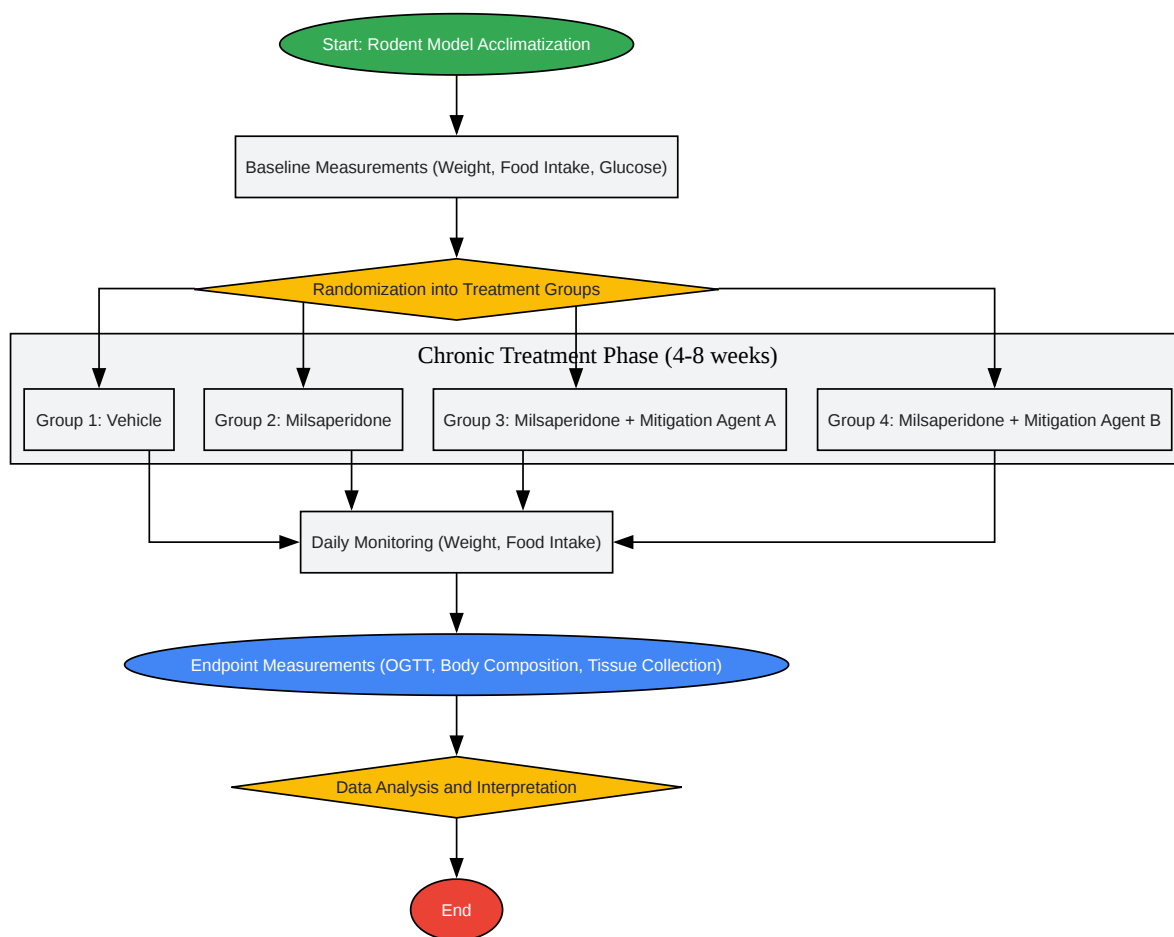 Start: Rodent Model Acclimatization
Baseline Measurements (Weight, Food Intake, Glucose)
Randomization into Treatment Groups
Chronic Treatment Phase (4-8 weeks)
Group 1: Vehicle
Group 2: Milsaperidone
Group 3: Milsaperidone + Mitigation Agent A
Group 4: Milsaperidone + Mitigation Agent B
Daily Monitoring (Weight, Food Intake)
Endpoint Measurements (OGTT, Body Composition, Tissue Collection)
Data Analysis and Interpretation
End